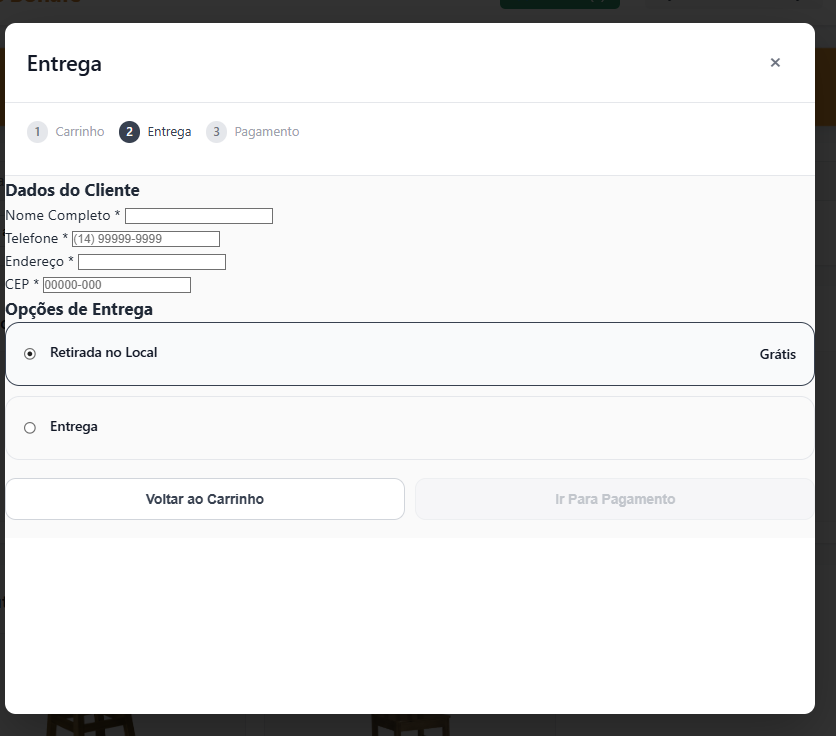 Entrega ×
1 Carrinho 2 Entrega 3 Pagamento
Dados do Cliente
Nome Completo *
Telefone * (14) 99999-9999
Endereço *
CEP * 00000-000
Opções de Entrega
Retirada no Local Grátis
Entrega
Voltar ao Carrinho Ir Para Pagamento